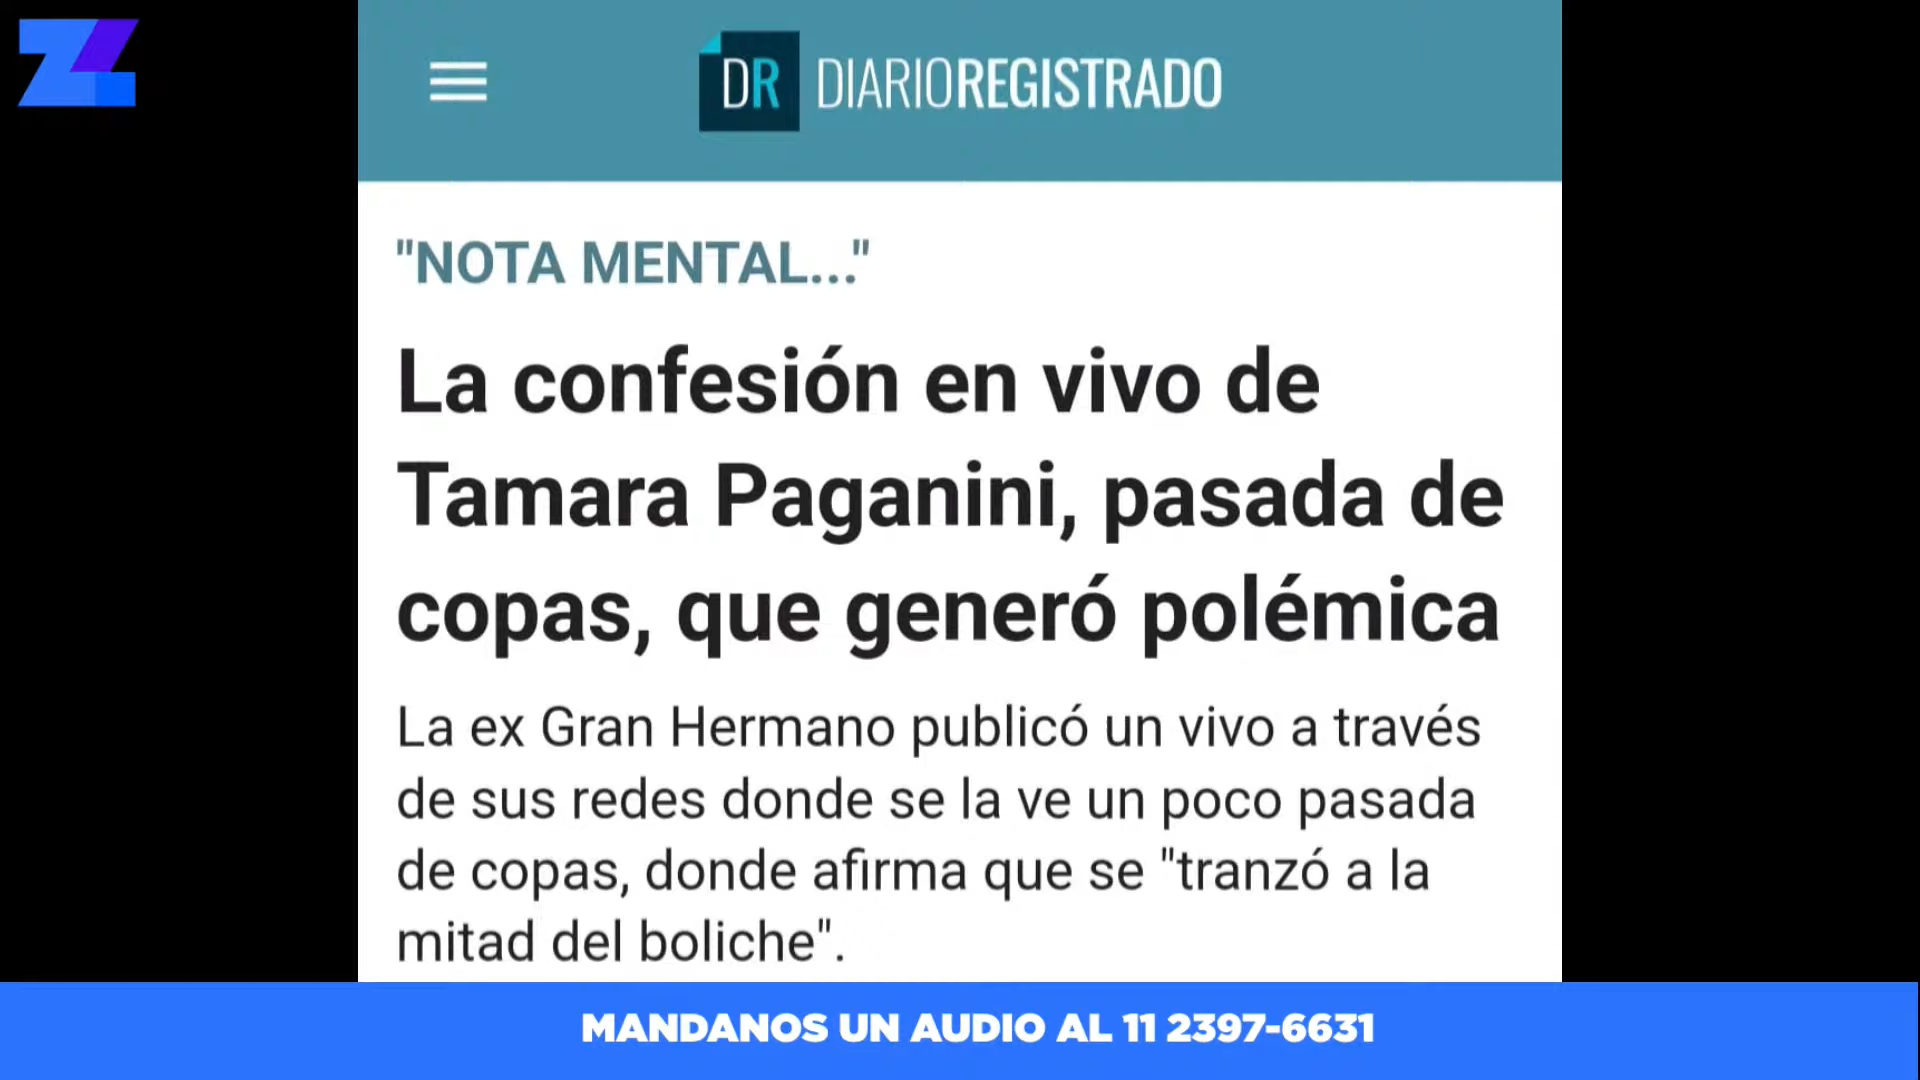 DR DIARIOREGISTRADO
"NOTA MENTAL..."
La confesión en vivo de
Tamara Paganini, pasada de
copas, que generó polémica
La ex Gran Hermano publicó un vivo a través
de sus redes donde se la ve un poco pasada
de copas, donde afirma que se "tranzó a la
mitad del boliche".
MANDANOS UN AUDIO AL 11 2397-6631